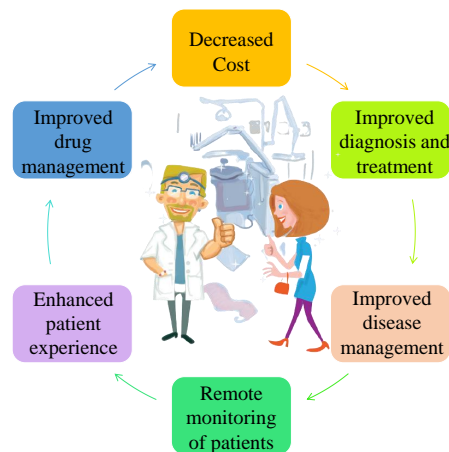 Decreased
Cost
Improved
diagnosis and
treatment
Improved
disease
management
Remote
monitoring
of patients
Enhanced
patient
experience
Improved
drug
management